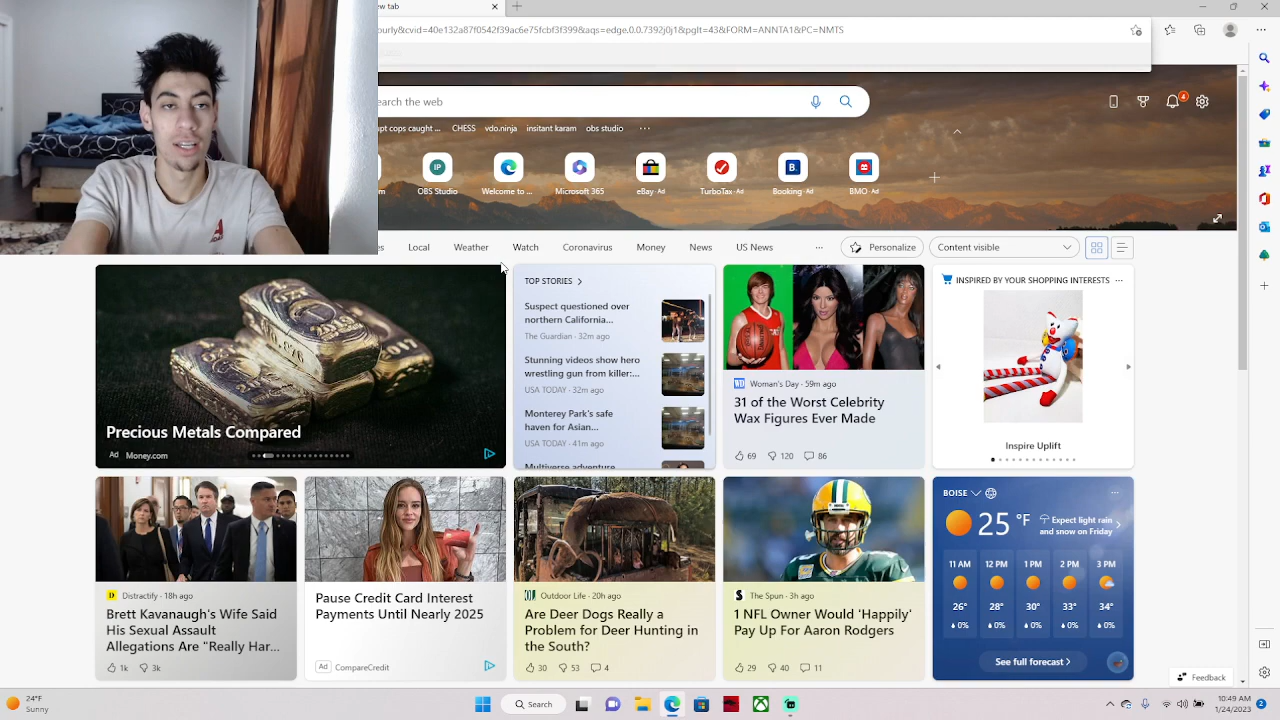 ew tab
ourly&cvid=40e132a87f0542f39ac6e75fcbf3f399&aqs=edge.0.0.7392j0j1&pglt=43&FORM=ANNTA1&PC=NMTS
earch the web
4
ppt cops caught ... CHESS vdo.ninja insitant karam obs studio ...
IP
B.
m OBS Studio Welcome to ... Microsoft 365 eBay·Ad TurboTax·Ad Booking·Ad BMO·Ad
es Local Weather Watch Coronavirus Money News US News ... Personalize Content visible
Precious Metals Compared
Ad Money.com
TOP STORIES
Suspect questioned over
northern California...
The Guardian · 32m ago
Stunning videos show hero
wrestling gun from killer:...
USA TODAY · 32m ago
Monterey Park's safe
haven for Asian...
USA TODAY · 41m ago
Multiverse adventure
WD Woman's Day · 59m ago
31 of the Worst Celebrity
Wax Figures Ever Made
69 120 86
INSPIRED BY YOUR SHOPPING INTERESTS ...
Inspire Uplift
D Distractify · 18h ago
Brett Kavanaugh's Wife Said
His Sexual Assault
Allegations Are "Really Har...
1k 3k
Pause Credit Card Interest
Payments Until Nearly 2025
Ad CompareCredit
Outdoor Life · 20h ago
Are Deer Dogs Really a
Problem for Deer Hunting in
the South?
30 53 4
S The Spun · 3h ago
1 NFL Owner Would 'Happily'
Pay Up For Aaron Rodgers
29 40 11
BOISE ...
25 °F
Expect light rain
and snow on Friday
11 AM 12 PM 1 PM 2 PM 3 PM
26° 28° 30° 33° 34°
0% 0% 0% 0% 0%
See full forecast
Feedback
24°F
Sunny
Search
10:49 AM